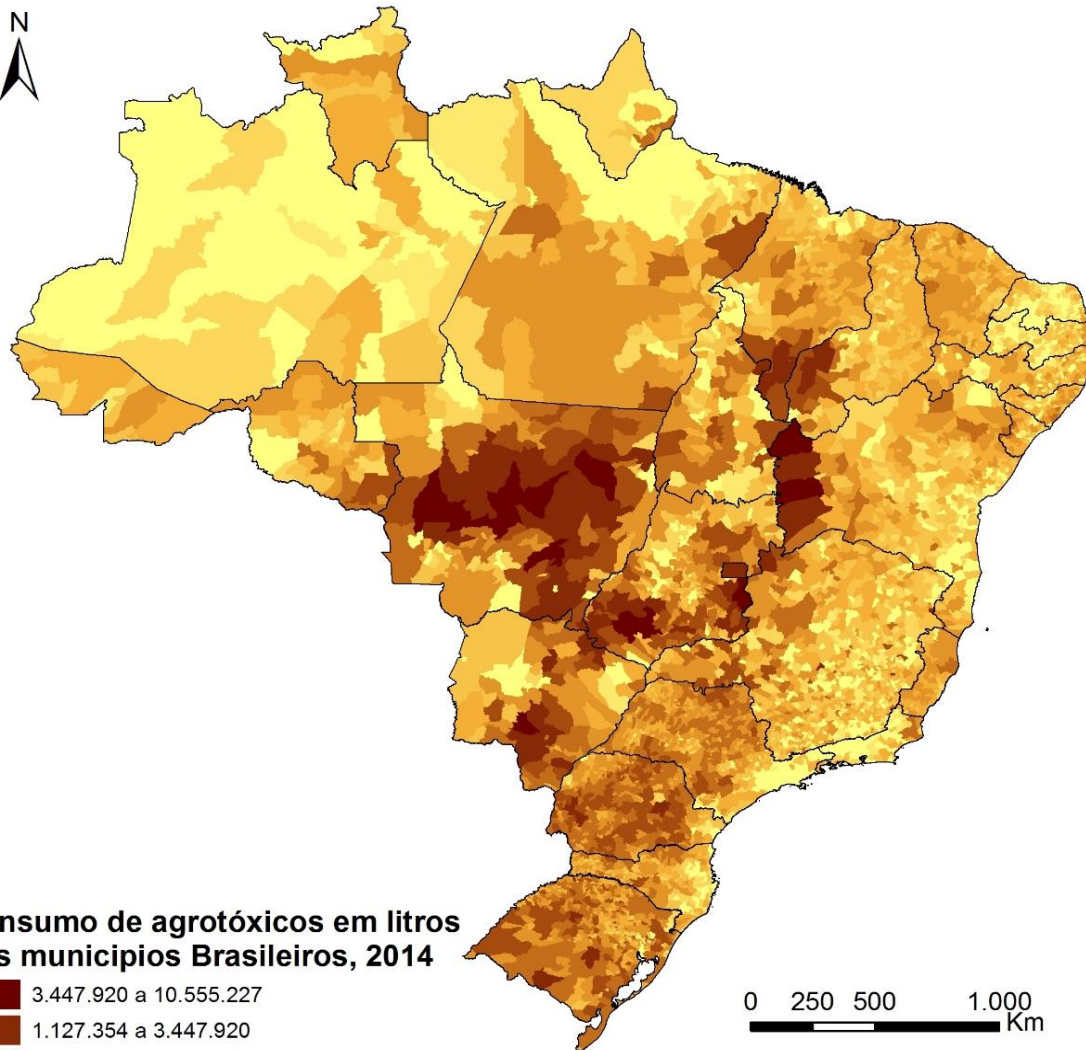 N
nsumo de agrotóxicos em litros
s municipios Brasileiros, 2014
3.447.920 a 10.555.227
1.127.354 a 3.447.920
0 250 500 1.000
Km